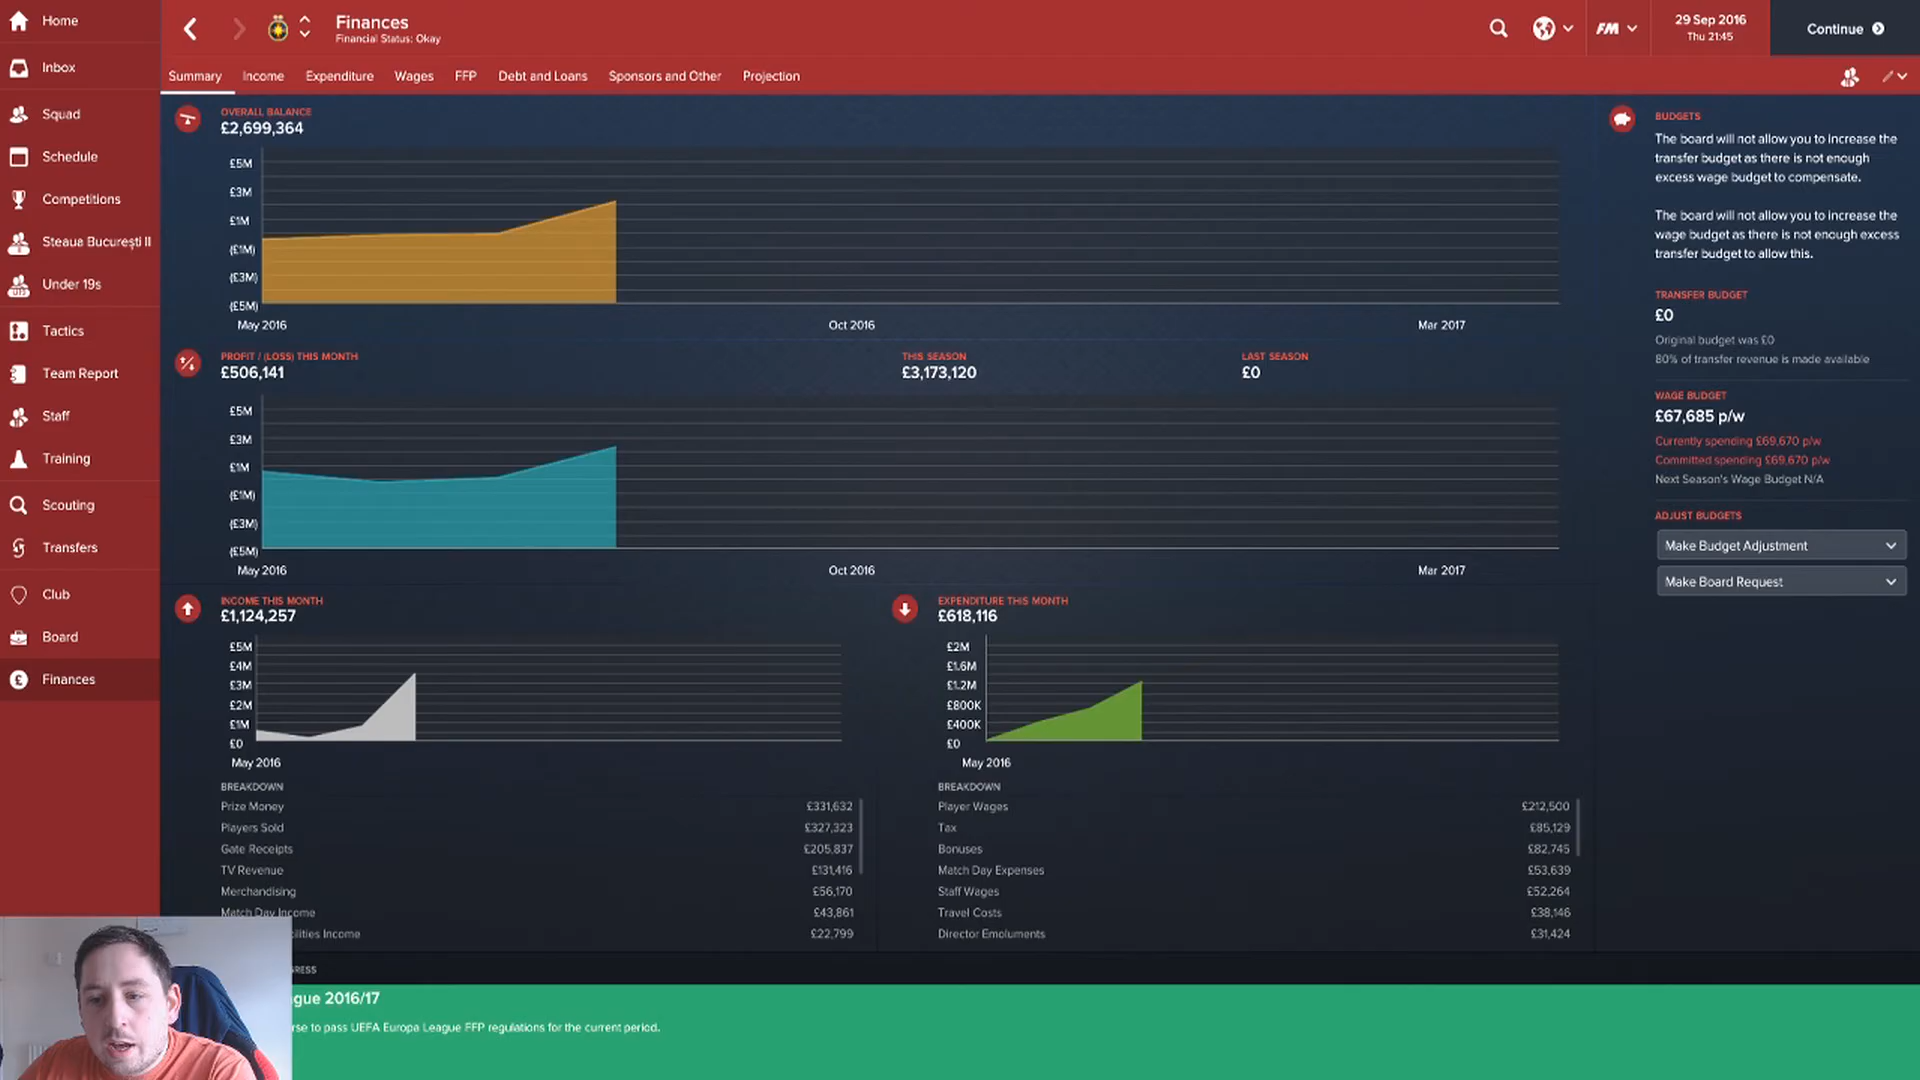 Home
Inbox
Squad
Schedule
Competitions
Steaua București II
Under 19s
Tactics
Team Report
Staff
Training
Scouting
Transfers
Club
Board
Finances
Finances
Financial Status: Okay
FM
29 Sep 2016
Thu 21:45
Continue
Summary Income Expenditure Wages FFP Debt and Loans Sponsors and Other Projection
OVERALL BALANCE
£2,699,364
£5M
£3M
£1M
(£1M)
(£3M)
(£5M)
May 2016 Oct 2016 Mar 2017
PROFIT / (LOSS) THIS MONTH
£506,141
THIS SEASON
£3,173,120
LAST SEASON
£0
£5M
£3M
£1M
(£1M)
(£3M)
(£5M)
May 2016 Oct 2016 Mar 2017
INCOME THIS MONTH
£1,124,257
£5M
£4M
£3M
£2M
£1M
£0
May 2016
BREAKDOWN
Prize Money £331,632
Players Sold £327,323
Gate Receipts £205,837
TV Revenue £131,416
Merchandising £56,170
Match Day Income £43,861
cilities Income £22,799
EXPENDITURE THIS MONTH
£618,116
£2M
£1.6M
£1.2M
£800K
£400K
£0
May 2016
BREAKDOWN
Player Wages £212,500
Tax £85,129
Bonuses £82,745
Match Day Expenses £53,639
Staff Wages £52,264
Travel Costs £38,146
Director Emoluments £31,424
BUDGETS
The board will not allow you to increase the
transfer budget as there is not enough
excess wage budget to compensate.
The board will not allow you to increase the
wage budget as there is not enough excess
transfer budget to allow this.
TRANSFER BUDGET
£0
Original budget was £0
80% of transfer revenue is made available
WAGE BUDGET
£67,685 p/w
Currently spending £69,670 p/w
Committed spending £69,670 p/w
Next Season's Wage Budget N/A
ADJUST BUDGETS
Make Budget Adjustment
Make Board Request
GRESS
gue 2016/17
rse to pass UEFA Europa League FFP regulations for the current period.